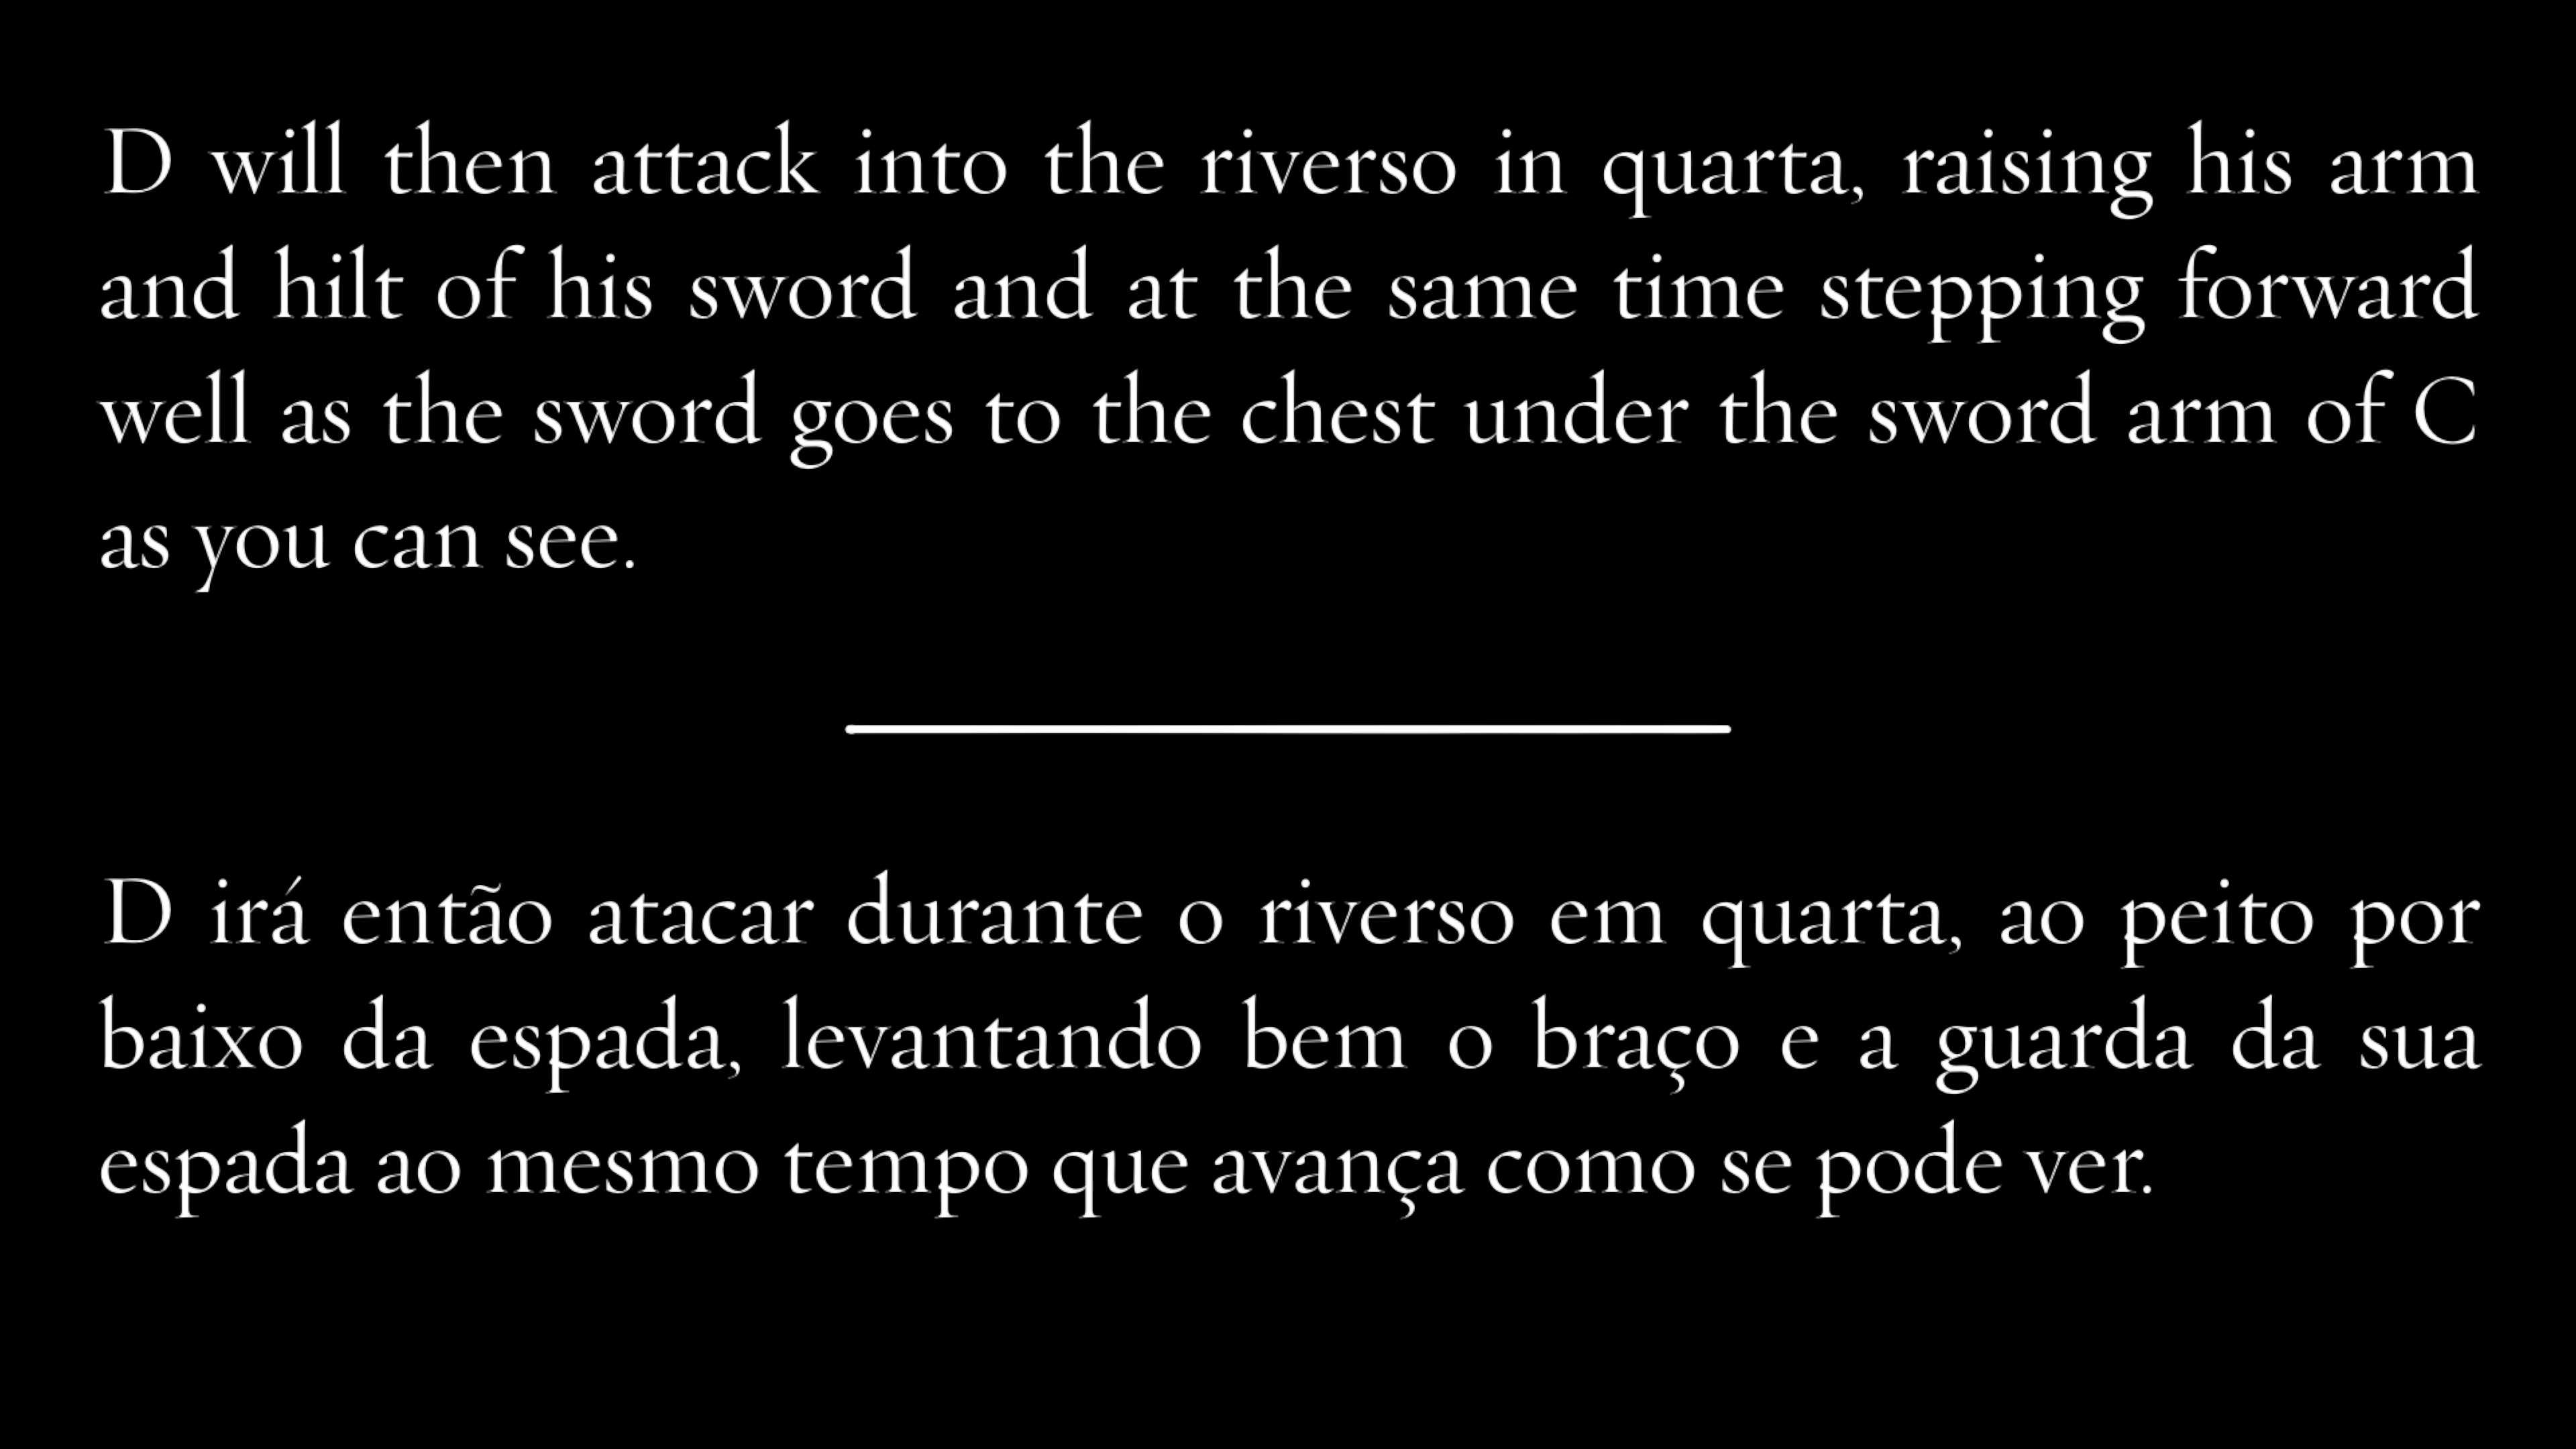 D will then attack into the riverso in quarta, raising his arm
and hilt of his sword and at the same time stepping forward
well as the sword goes to the chest under the sword arm of C
as you can see.
D irá então atacar durante o riverso em quarta, ao peito por
baixo da espada, levantando bem o braço e a guarda da sua
espada ao mesmo tempo que avança como se pode ver.